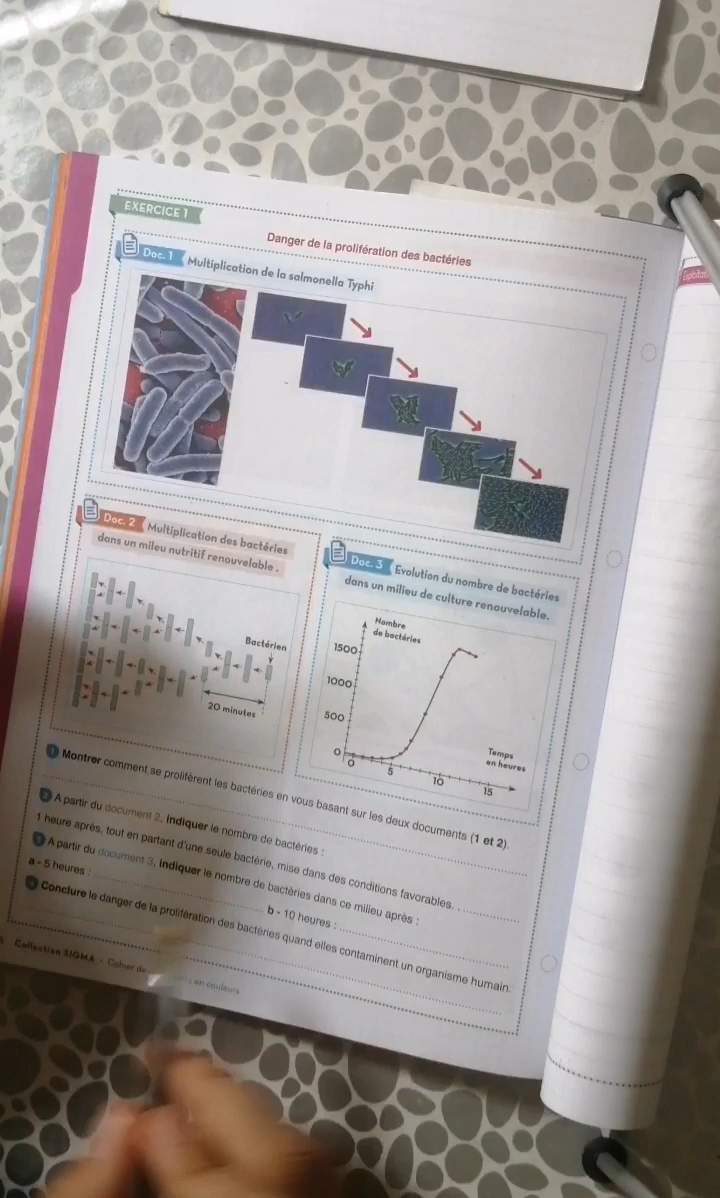 EXERCICE 1
Danger de la prolifération des bactéries
Doc. 1 Multiplication de la salmonella Typhi
Doc. 2 Multiplication des bactéries
dans un milieu nutritif renouvelable .
Bactérien
20 minutes
Doc. 3 Evolution du nombre de bactéries
dans un milieu de culture renouvelable.
Nombre
de bactéries
1500
1000
500
0
0 5 10 15
Temps
en heures
1 Montrer comment se prolifèrent les bactéries en vous basant sur les deux documents (1 et 2).
A partir du document 2, Indiquer le nombre de bactéries :
1 heure après, tout en partant d'une seule bactérie, mise dans des conditions favorables.
A partir du document 3, Indiquer le nombre de bactéries dans ce milieu après :
a - 5 heures :
b - 10 heures :
Conclure le danger de la prolifération des bactéries quand elles contaminent un organisme humain.
Collection SIGMA - Cahier de
en couleurs